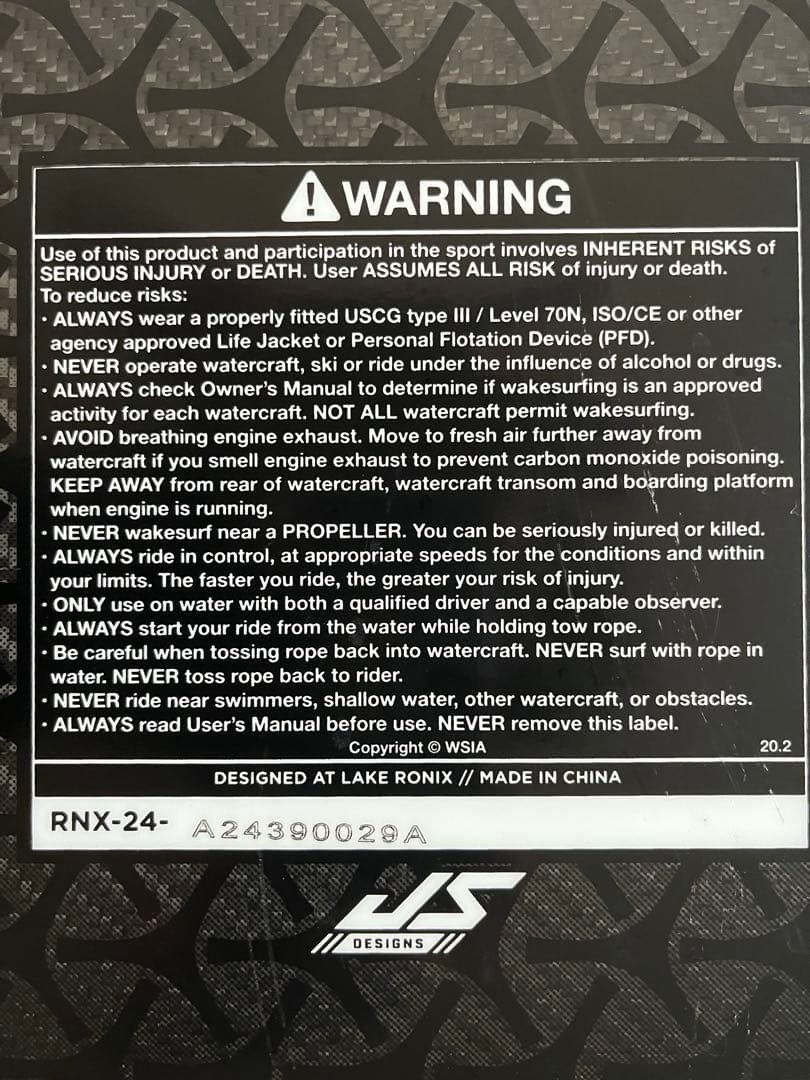 WARNING
Use of this product and participation in the sport involves INHERENT RISKS of
SERIOUS INJURY or DEATH. User ASSUMES ALL RISK of injury or death.
To reduce risks:
· ALWAYS wear a properly fitted USCG type III / Level 70N, ISO/CE or other
agency approved Life Jacket or Personal Flotation Device (PFD).
· NEVER operate watercraft, ski or ride under the influence of alcohol or drugs.
· ALWAYS check Owner's Manual to determine if wakesurfing is an approved
activity for each watercraft. NOT ALL watercraft permit wakesurfing.
· AVOID breathing engine exhaust. Move to fresh air further away from
watercraft if you smell engine exhaust to prevent carbon monoxide poisoning.
KEEP AWAY from rear of watercraft, watercraft transom and boarding platform
when engine is running.
· NEVER wakesurf near a PROPELLER. You can be seriously injured or killed.
· ALWAYS ride in control, at appropriate speeds for the conditions and within
your limits. The faster you ride, the greater your risk of injury.
· ONLY use on water with both a qualified driver and a capable observer.
· ALWAYS start your ride from the water while holding tow rope.
· Be careful when tossing rope back into watercraft. NEVER surf with rope in
water. NEVER toss rope back to rider.
· NEVER ride near swimmers, shallow water, other watercraft, or obstacles.
· ALWAYS read User's Manual before use. NEVER remove this label.
Copyright © WSIA 20.2
DESIGNED AT LAKE RONIX // MADE IN CHINA
RNX-24- A24390029A
JS
DESIGNS